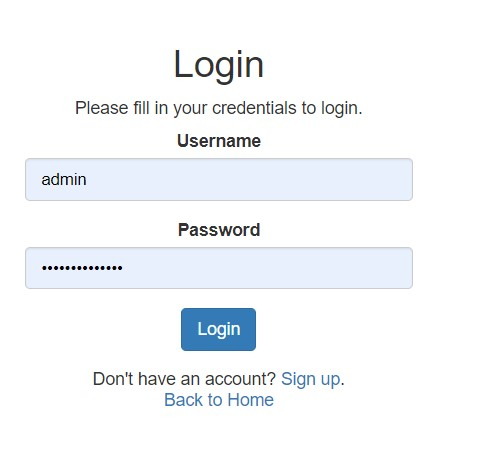 Login
Please fill in your credentials to login.
Username
admin
Password
••••••••••••••
Login
Don't have an account? Sign up.
Back to Home